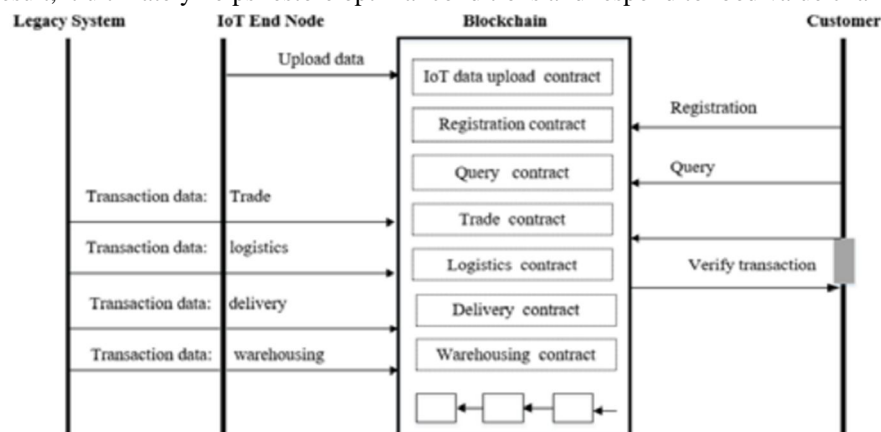 Legacy System IoT End Node Blockchain Customer
Upload data
IoT data upload contract
Registration
Registration contract
Query
Query contract
Transaction data: Trade
Trade contract
Transaction data: logistics
Logistics contract
Verify transaction
Transaction data: delivery
Delivery contract
Transaction data: warehousing
Warehousing contract